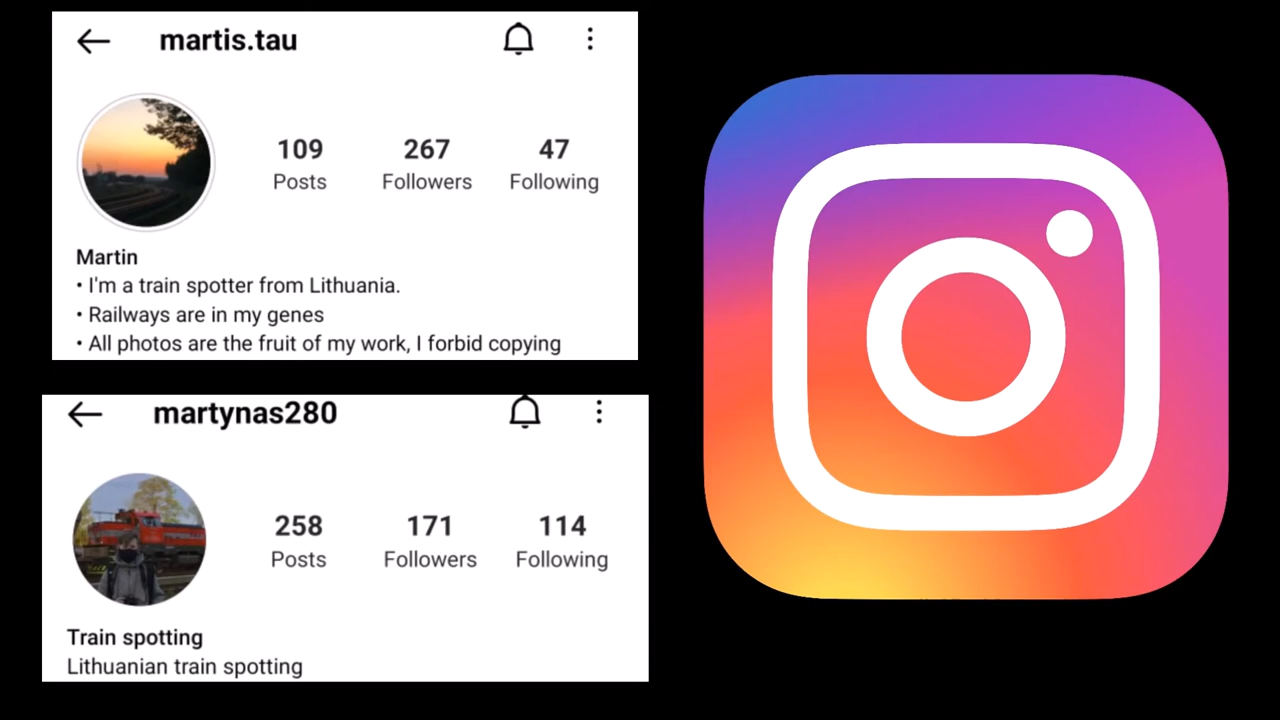 martis.tau
109 267 47
Posts Followers Following
Martin
• I'm a train spotter from Lithuania.
• Railways are in my genes
• All photos are the fruit of my work, I forbid copying
martynas280
258 171 114
Posts Followers Following
Train spotting
Lithuanian train spotting